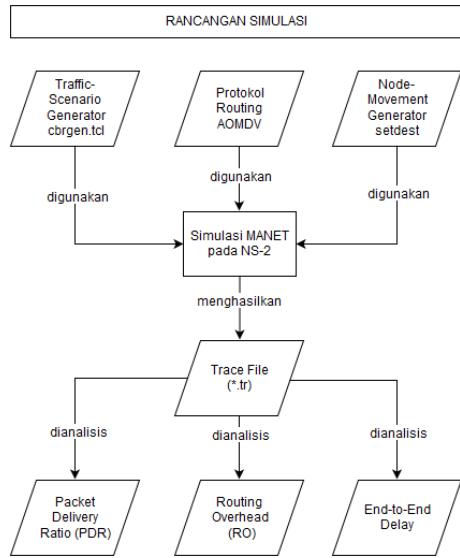 RANCANGAN SIMULASI
Traffic-
Scenario
Generator
cbrgen.tcl
Protokol
Routing
AOMDV
Node-
Movement
Generator
setdest
digunakan
digunakan
digunakan
Simulasi MANET
pada NS-2
menghasilkan
Trace File
(*.tr)
dianalisis
dianalisis
dianalisis
Packet
Delivery
Ratio (PDR)
Routing
Overhead
(RO)
End-to-End
Delay